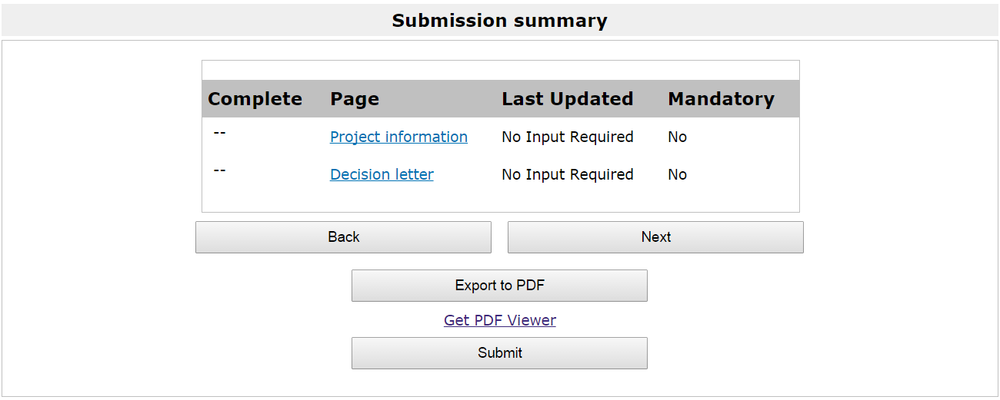 Submission summary
Complete Page Last Updated Mandatory
-- Project information No Input Required No
-- Decision letter No Input Required No
Back Next
Export to PDF
Get PDF Viewer
Submit